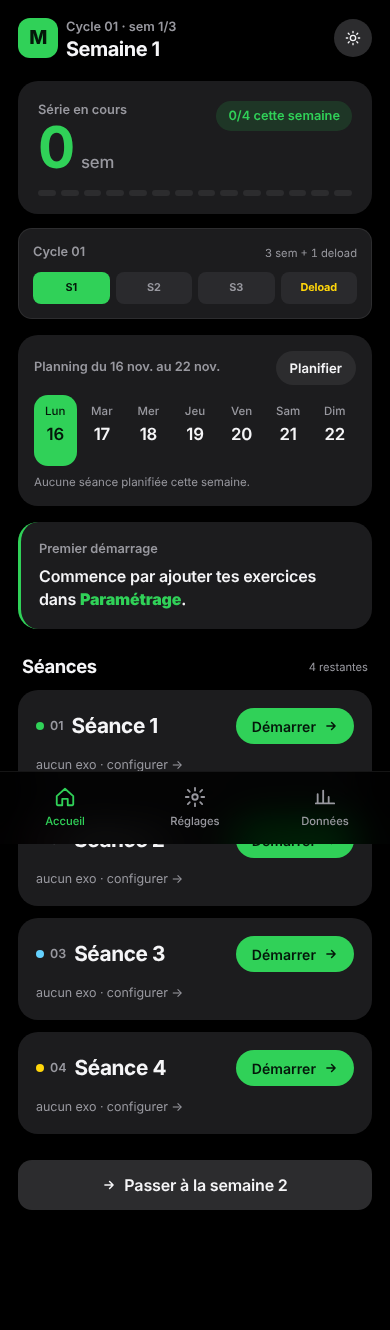 M
Cycle 01 · sem 1/3
Semaine 1
Série en cours
0/4 cette semaine
0 sem
Cycle 01
3 sem + 1 deload
S1
S2
S3
Deload
Planning du 16 nov. au 22 nov.
Planifier
Lun Mar Mer Jeu Ven Sam Dim
16 17 18 19 20 21 22
Aucune séance planifiée cette semaine.
Premier démarrage
Commence par ajouter tes exercices
dans Paramétrage.
Séances
4 restantes
01 Séance 1
Démarrer →
aucun exo · configurer →
Accueil
Réglages
Données
aucun exo · configurer →
03 Séance 3
Démarrer →
aucun exo · configurer →
04 Séance 4
Démarrer →
aucun exo · configurer →
→ Passer à la semaine 2